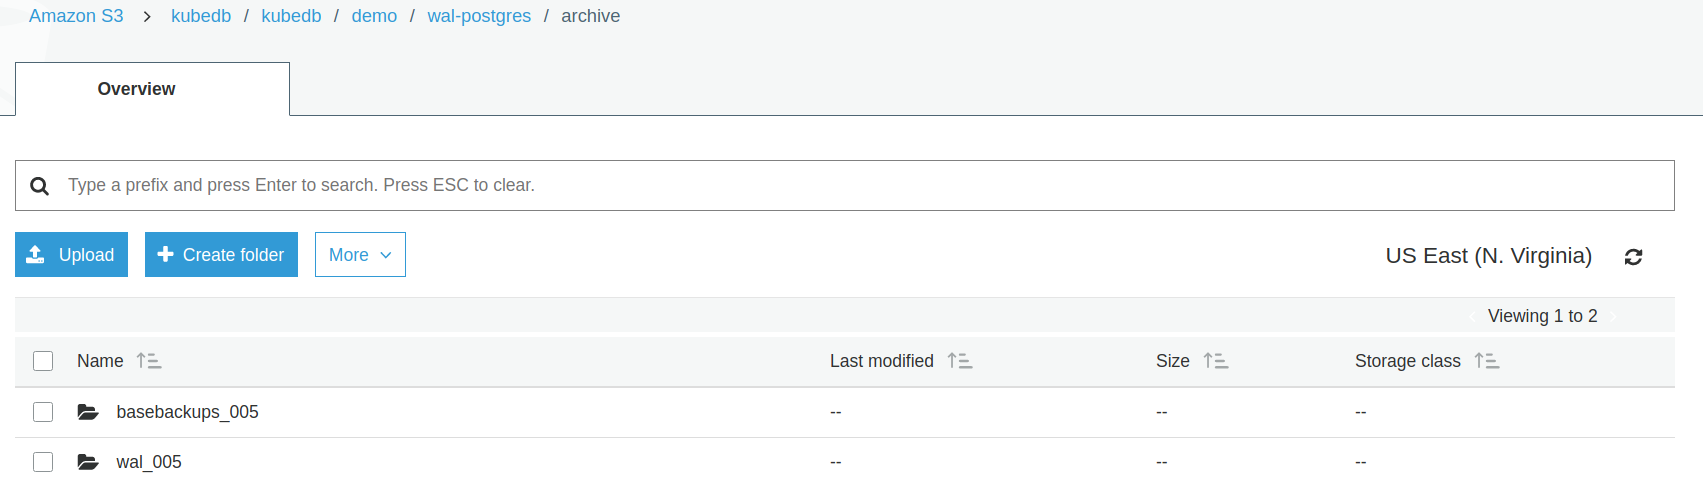 Amazon S3 > kubedb / kubedb / demo / wal-postgres / archive
Overview
Type a prefix and press Enter to search. Press ESC to clear.
Upload Create folder More US East (N. Virginia)
Viewing 1 to 2
Name Last modified Size Storage class
basebackups_005 -- -- --
wal_005 -- -- --